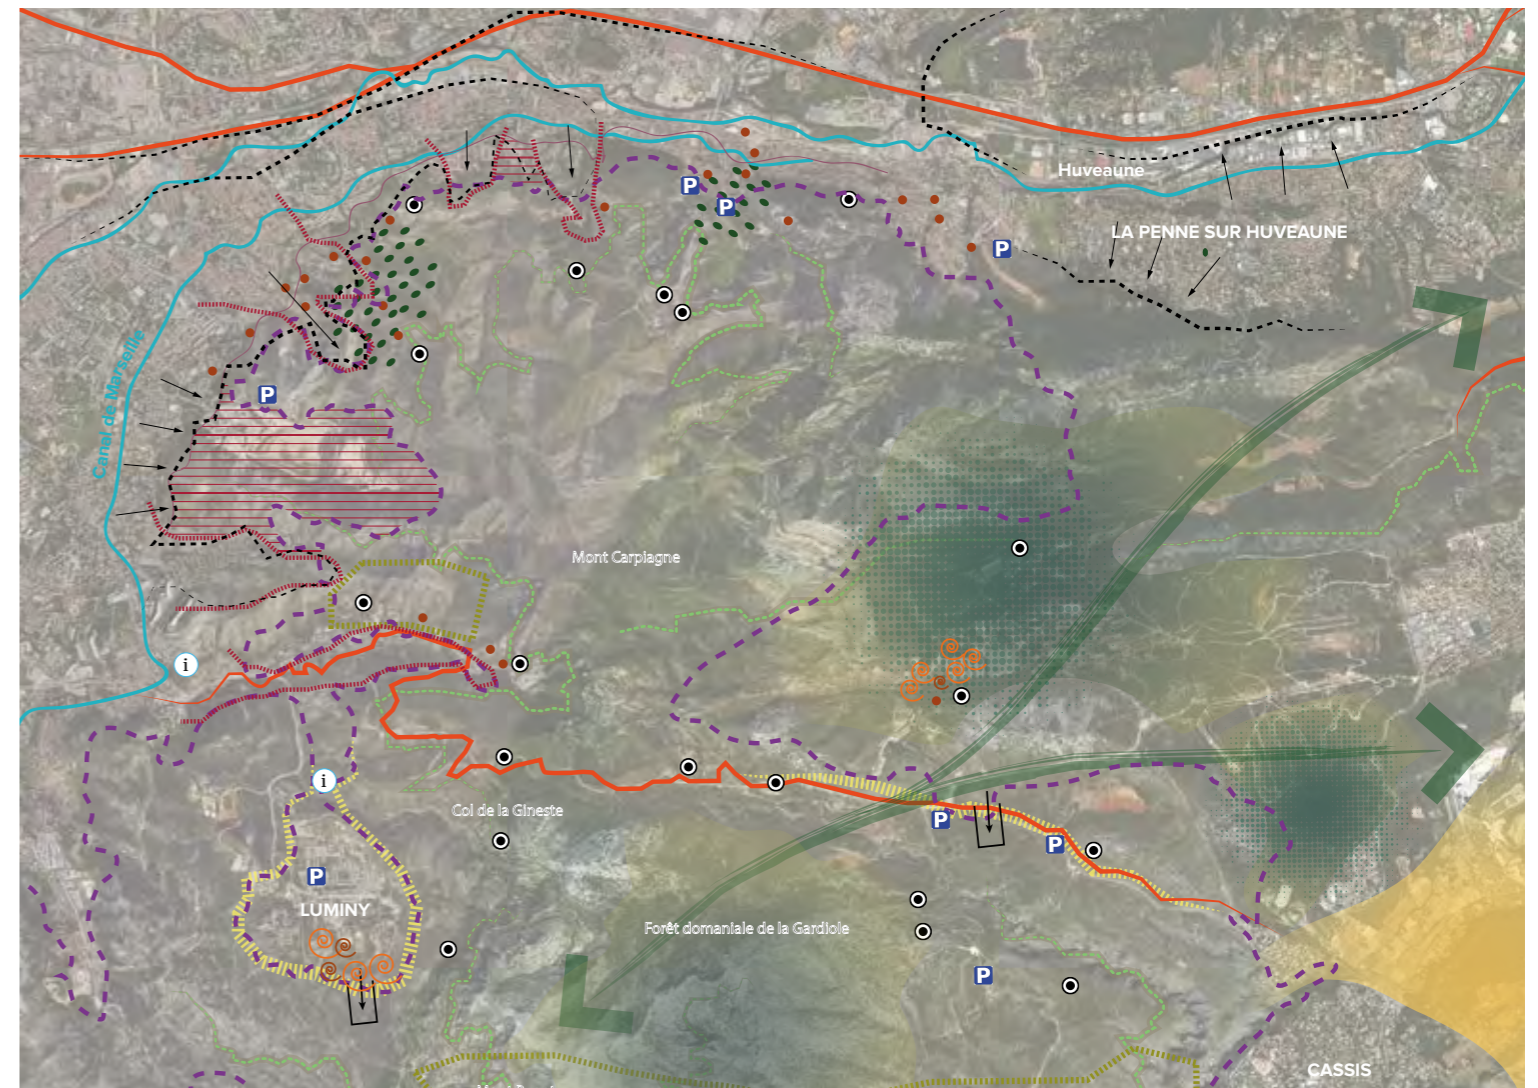 Huveaune
P
P
LA PENNE SUR HUVEAUNE
P
Canal de Marseille
P
Mont Carpiagne
i
i
Col de la Gineste
P
P
P
LUMINY
Forêt domaniale de la Gardiole
P
CASSIS